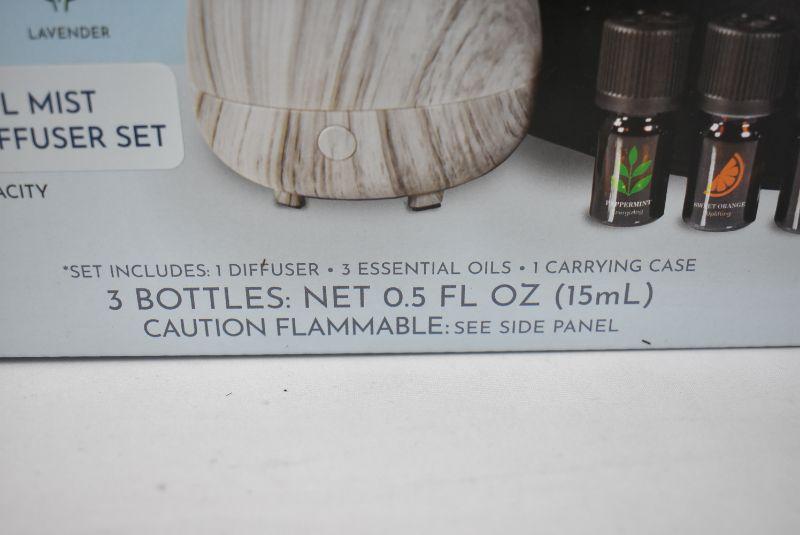 LAVENDER
L MIST
FFUSER SET
ACITY
PEPPERMINT
SWEET ORANGE
Uplifting
*SET INCLUDES: 1 DIFFUSER • 3 ESSENTIAL OILS • 1 CARRYING CASE
3 BOTTLES: NET 0.5 FL OZ (15mL)
CAUTION FLAMMABLE: SEE SIDE PANEL